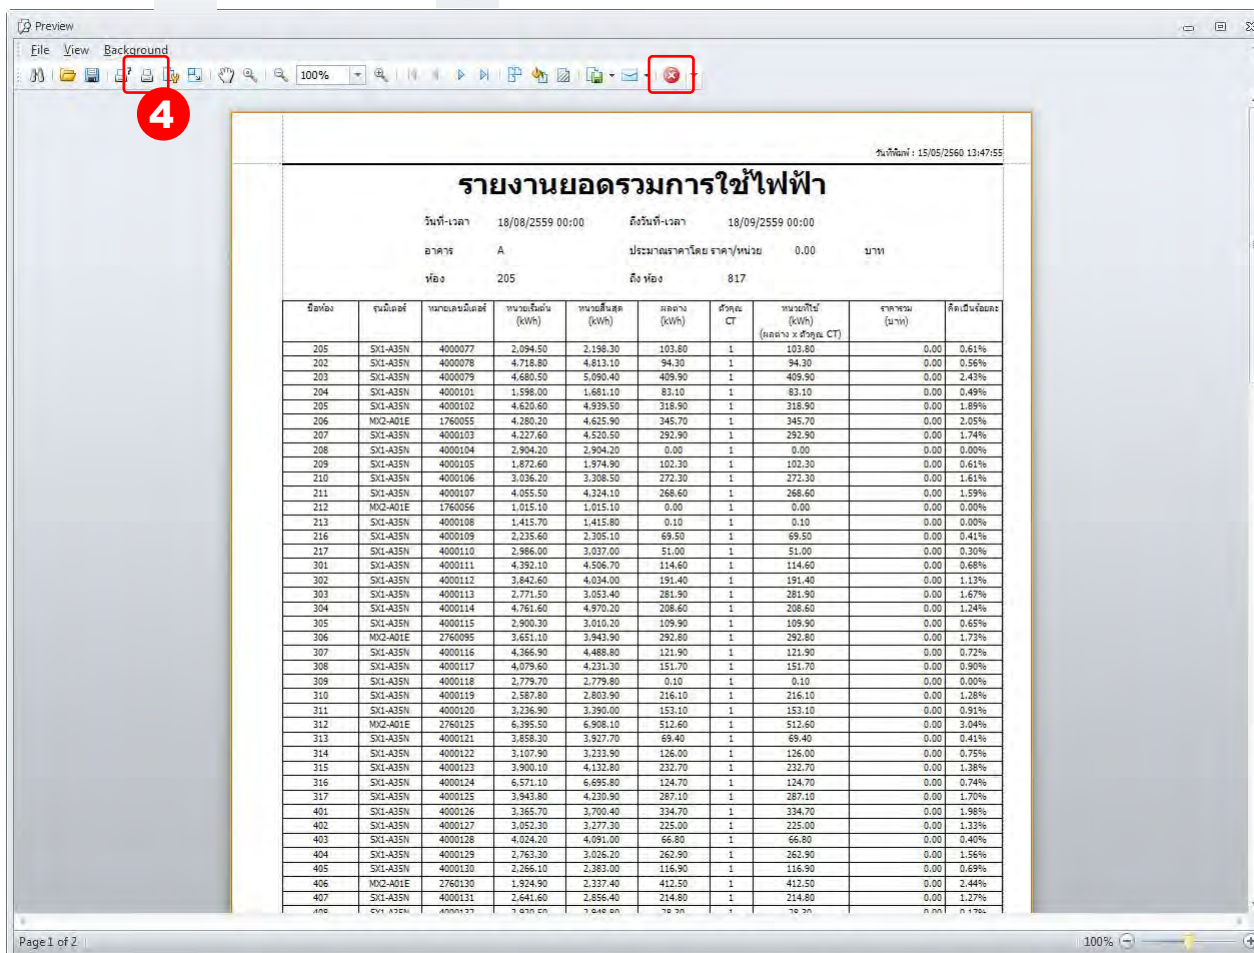 Preview
File View Background
100%
4
วันที่พิมพ์ : 15/05/2560 13:47:55
รายงานยอดรวมการใช้ไฟฟ้า
วันที่-เวลา 18/08/2559 00:00 ถึงวันที่-เวลา 18/09/2559 00:00
อาคาร A ประมาณราคาโดย ราคา/หน่วย 0.00 บาท
ห้อง 205 ถึง ห้อง 817
ชื่อห้อง รุ่นมิเตอร์ หมายเลขมิเตอร์ หน่วยเริ่มต้น หน่วยสิ้นสุด ผลต่าง ตัวคูณ หน่วยที่ใช้ ราคารวม คิดเป็นร้อยละ
(kWh) (kWh) (kWh) CT (kWh) (บาท)
(ผลต่าง x ตัวคูณ CT)
205 SX1-A35N 4000077 2,094.50 2,198.30 103.80 1 103.80 0.00 0.61%
202 SX1-A35N 4000078 4,718.80 4,813.10 94.30 1 94.30 0.00 0.56%
203 SX1-A35N 4000079 4,680.50 5,090.40 409.90 1 409.90 0.00 2.43%
204 SX1-A35N 4000101 1,598.00 1,681.10 83.10 1 83.10 0.00 0.49%
205 SX1-A35N 4000102 4,620.60 4,939.50 318.90 1 318.90 0.00 1.89%
206 MX2-A01E 1760055 4,280.20 4,625.90 345.70 1 345.70 0.00 2.05%
207 SX1-A35N 4000103 4,227.60 4,520.50 292.90 1 292.90 0.00 1.74%
208 SX1-A35N 4000104 2,904.20 2,904.20 0.00 1 0.00 0.00 0.00%
209 SX1-A35N 4000105 1,872.60 1,974.90 102.30 1 102.30 0.00 0.61%
210 SX1-A35N 4000106 3,036.20 3,308.50 272.30 1 272.30 0.00 1.61%
211 SX1-A35N 4000107 4,055.50 4,324.10 268.60 1 268.60 0.00 1.59%
212 MX2-A01E 1760056 1,015.10 1,015.10 0.00 1 0.00 0.00 0.00%
213 SX1-A35N 4000108 1,415.70 1,415.80 0.10 1 0.10 0.00 0.00%
216 SX1-A35N 4000109 2,235.60 2,305.10 69.50 1 69.50 0.00 0.41%
217 SX1-A35N 4000110 2,986.00 3,037.00 51.00 1 51.00 0.00 0.30%
301 SX1-A35N 4000111 4,392.10 4,506.70 114.60 1 114.60 0.00 0.68%
302 SX1-A35N 4000112 3,842.60 4,034.00 191.40 1 191.40 0.00 1.13%
303 SX1-A35N 4000113 2,771.50 3,053.40 281.90 1 281.90 0.00 1.67%
304 SX1-A35N 4000114 4,761.60 4,970.20 208.60 1 208.60 0.00 1.24%
305 SX1-A35N 4000115 2,900.30 3,010.20 109.90 1 109.90 0.00 0.65%
306 MX2-A01E 2760095 3,651.10 3,943.90 292.80 1 292.80 0.00 1.73%
307 SX1-A35N 4000116 4,366.90 4,488.80 121.90 1 121.90 0.00 0.72%
308 SX1-A35N 4000117 4,079.60 4,231.30 151.70 1 151.70 0.00 0.90%
309 SX1-A35N 4000118 2,779.70 2,779.80 0.10 1 0.10 0.00 0.00%
310 SX1-A35N 4000119 2,587.80 2,803.90 216.10 1 216.10 0.00 1.28%
311 SX1-A35N 4000120 3,236.90 3,390.00 153.10 1 153.10 0.00 0.91%
312 MX2-A01E 2760125 6,395.50 6,908.10 512.60 1 512.60 0.00 3.04%
313 SX1-A35N 4000121 3,858.30 3,927.70 69.40 1 69.40 0.00 0.41%
314 SX1-A35N 4000122 3,107.90 3,233.90 126.00 1 126.00 0.00 0.75%
315 SX1-A35N 4000123 3,900.10 4,132.80 232.70 1 232.70 0.00 1.38%
316 SX1-A35N 4000124 6,571.10 6,695.80 124.70 1 124.70 0.00 0.74%
317 SX1-A35N 4000125 3,943.80 4,230.90 287.10 1 287.10 0.00 1.70%
401 SX1-A35N 4000126 3,365.70 3,700.40 334.70 1 334.70 0.00 1.98%
402 SX1-A35N 4000127 3,052.30 3,277.30 225.00 1 225.00 0.00 1.33%
403 SX1-A35N 4000128 4,024.20 4,091.00 66.80 1 66.80 0.00 0.40%
404 SX1-A35N 4000129 2,763.30 3,026.20 262.90 1 262.90 0.00 1.56%
405 SX1-A35N 4000130 2,266.10 2,383.00 116.90 1 116.90 0.00 0.69%
406 MX2-A01E 2760130 1,924.90 2,337.40 412.50 1 412.50 0.00 2.44%
407 SX1-A35N 4000131 2,641.60 2,856.40 214.80 1 214.80 0.00 1.27%
Page 1 of 2 100%